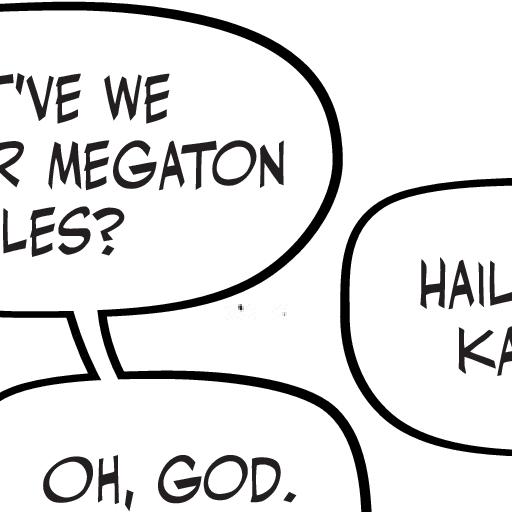 T'VE WE
R MEGATON
LES?
OH, GOD.
HAIL
KA